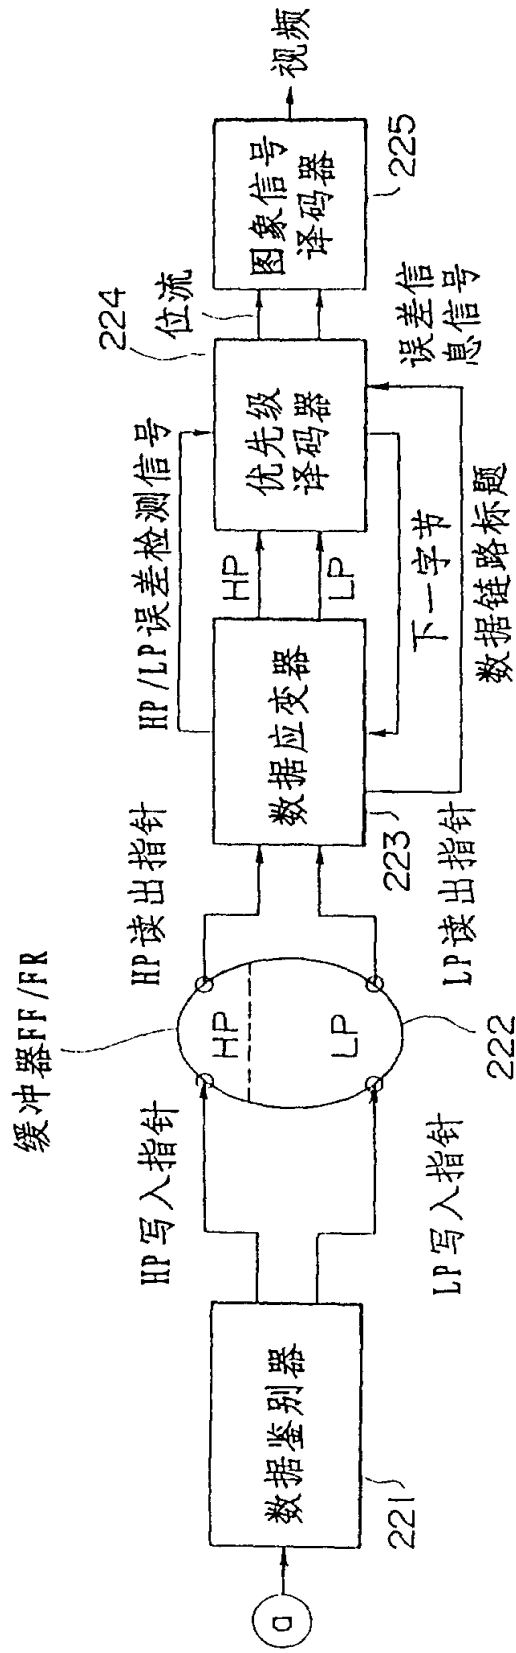 缓冲器FF/FR
HP写入指针
HP读出指针
HP/LP误差检测信号
224
位流
视频
a
数据鉴别器
221
HP
LP
222
数据应变器
223
HP
LP
优先级
译码器
图象信号
译码器
225
LP写入指针
LP读出指针
下一字节
数据链路标题
误差信
息信号